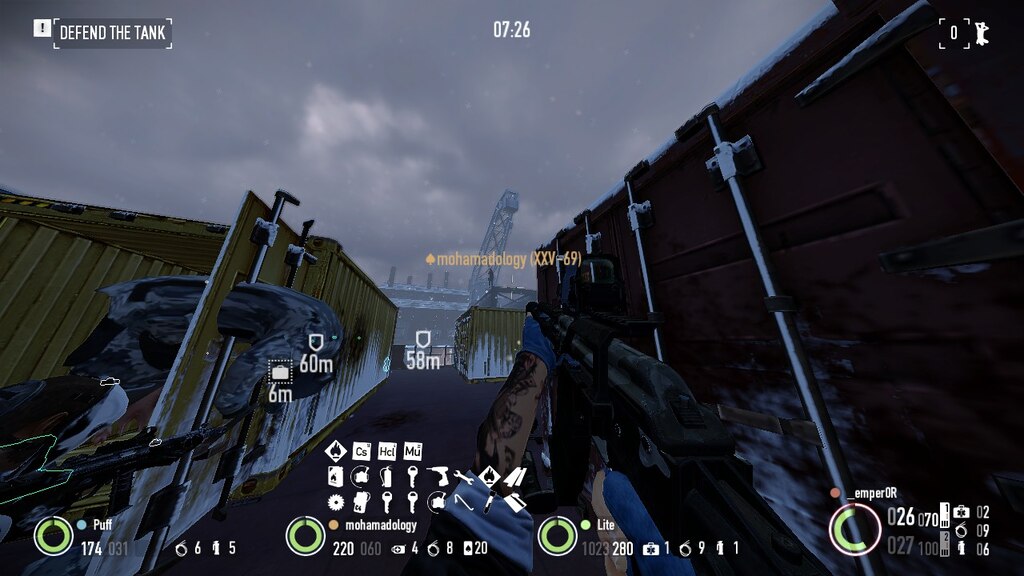 !
DEFEND THE TANK
07:26
0
♠mohamadology (XXV-69)
60m
58m
6m
Cs HCl Mu
Puff
174 031
6 5
mohamadology
220 060 4 8 20
Lite
1023 280 1 9 1
_emper0R
026 070 1 02
09
027 100 2 06